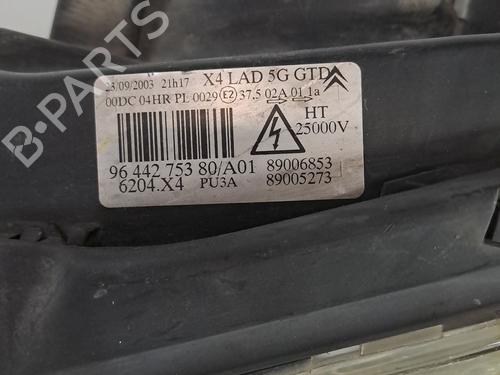 B-PARTS
23/09/2003 21h17 X4 LAD 5G GTD
00DC 04HR PL 0029 E2 37.5 02A 01 1a
HT
25000V
96 442 753 80/A01 89006853
6204.X4 PU3A 89005273